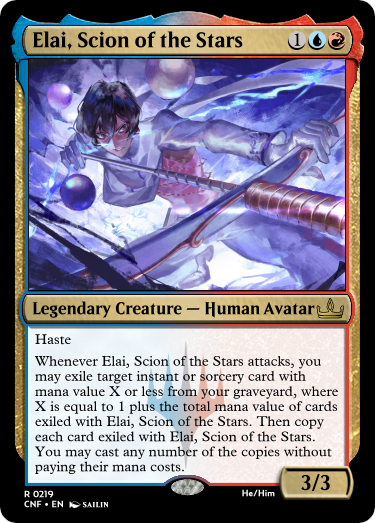 Elai, Scion of the Stars 1
Legendary Creature — Human Avatar
Haste
Whenever Elai, Scion of the Stars attacks, you
may exile target instant or sorcery card with
mana value X or less from your graveyard, where
X is equal to 1 plus the total mana value of cards
exiled with Elai, Scion of the Stars. Then copy
each card exiled with Elai, Scion of the Stars.
You may cast any number of the copies without
paying their mana costs.
3/3
R 0219 He/Him
CNF • EN SAILIN